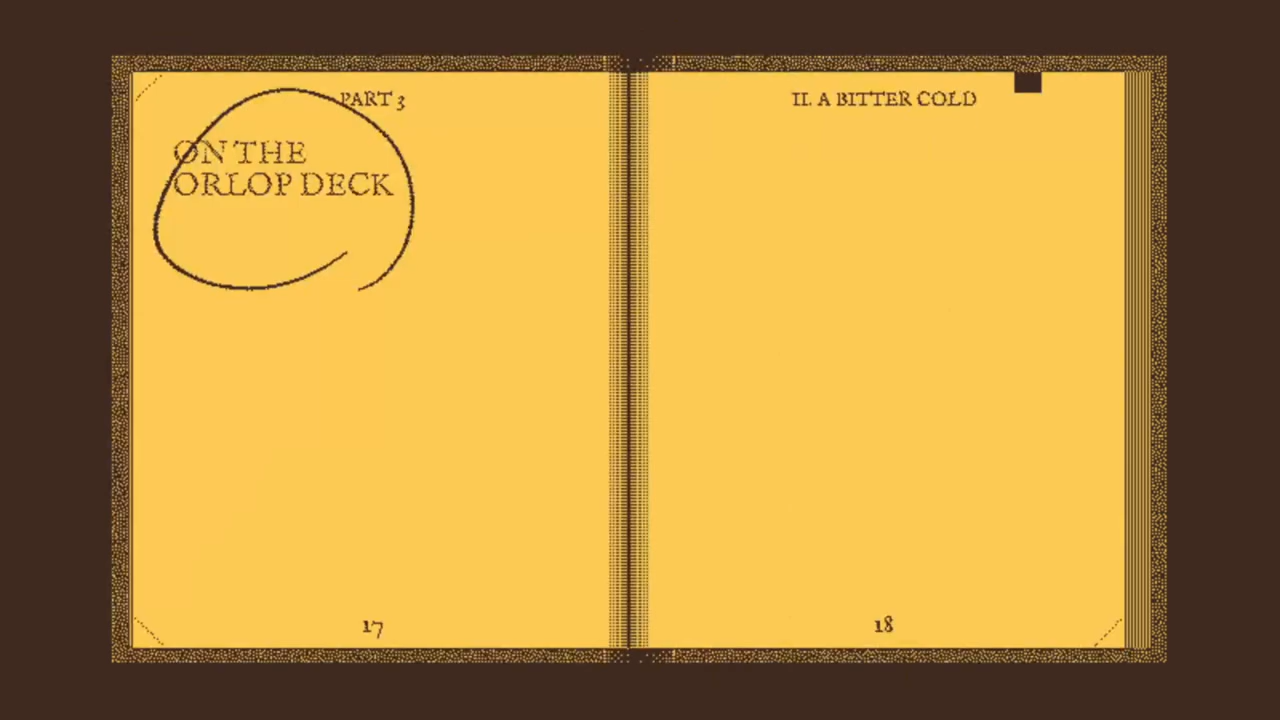 PART 3
ON THE
ORLOP DECK
17
II. A BITTER COLD
18